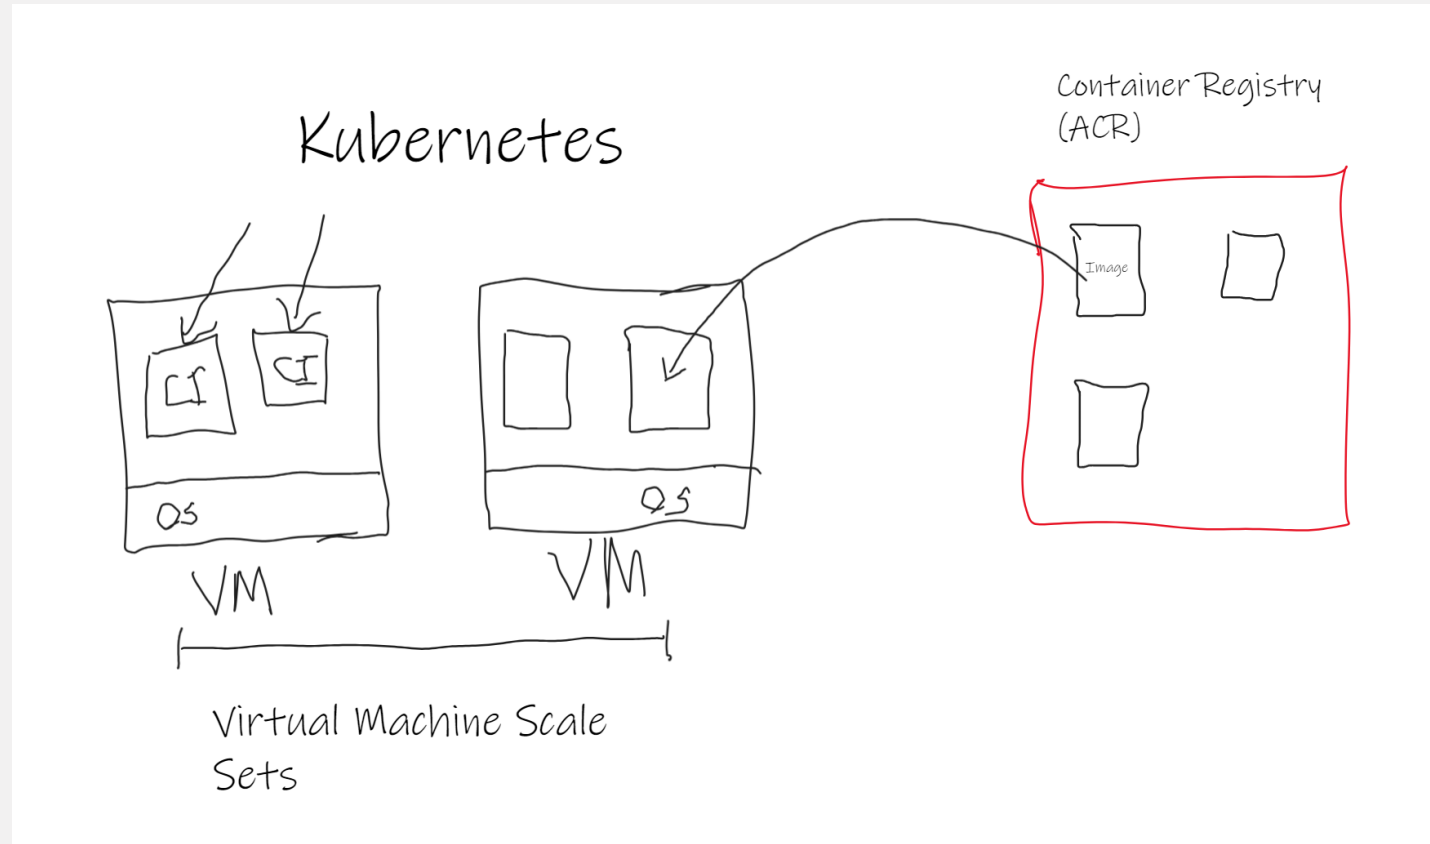 Container Registry
(ACR)
Kubernetes
Image
CI
CI
OS
OS
VM
VM
Virtual Machine Scale
Sets